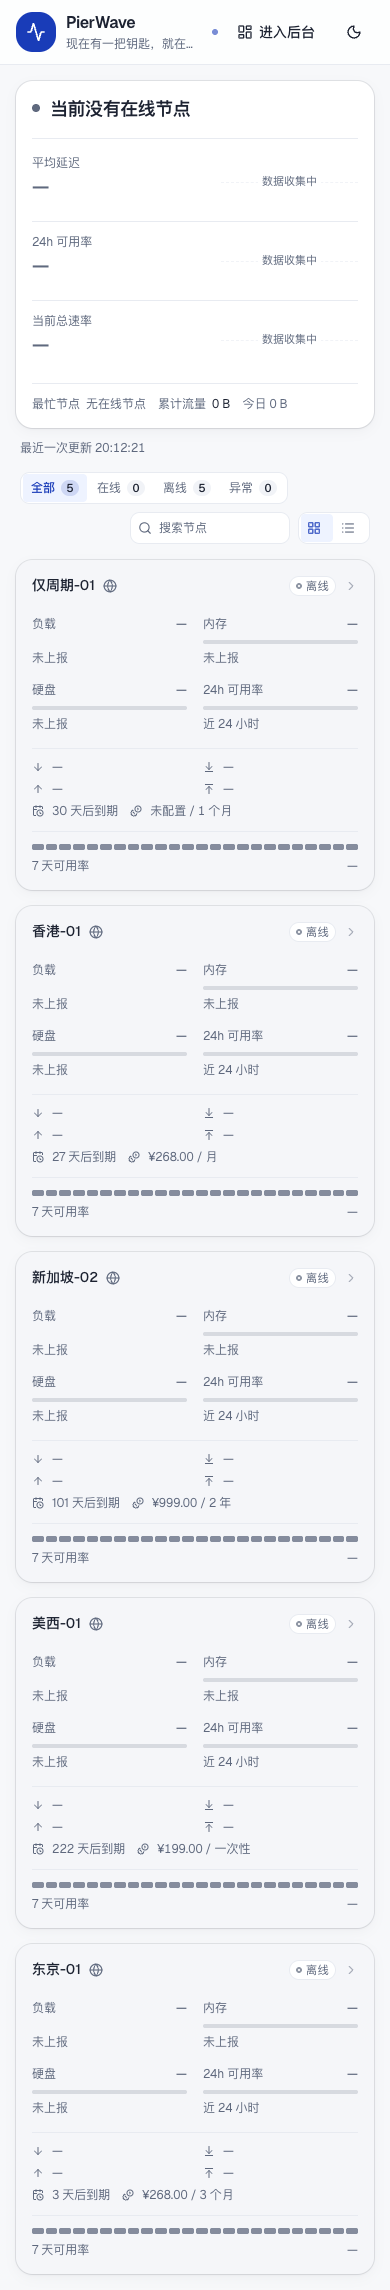 PierWave
现在有一把钥匙，就在...
进入后台
当前没有在线节点
平均延迟
—
数据收集中
24h 可用率
—
数据收集中
当前总速率
—
数据收集中
最忙节点 无在线节点 累计流量 0 B 今日 0 B
最近一次更新 20:12:21
全部 5 在线 0 离线 5 异常 0
搜索节点
仅周期-01 离线
负载 — 内存 —
未上报 未上报
硬盘 — 24h 可用率 —
未上报 近 24 小时
↓ — —
↑ — —
30 天后到期 未配置 / 1 个月
7 天可用率 —
香港-01 离线
负载 — 内存 —
未上报 未上报
硬盘 — 24h 可用率 —
未上报 近 24 小时
↓ — —
↑ — —
27 天后到期 ¥268.00 / 月
7 天可用率 —
新加坡-02 离线
负载 — 内存 —
未上报 未上报
硬盘 — 24h 可用率 —
未上报 近 24 小时
↓ — —
↑ — —
101 天后到期 ¥999.00 / 2 年
7 天可用率 —
美西-01 离线
负载 — 内存 —
未上报 未上报
硬盘 — 24h 可用率 —
未上报 近 24 小时
↓ — —
↑ — —
222 天后到期 ¥199.00 / 一次性
7 天可用率 —
东京-01 离线
负载 — 内存 —
未上报 未上报
硬盘 — 24h 可用率 —
未上报 近 24 小时
↓ — —
↑ — —
3 天后到期 ¥268.00 / 3 个月
7 天可用率 —